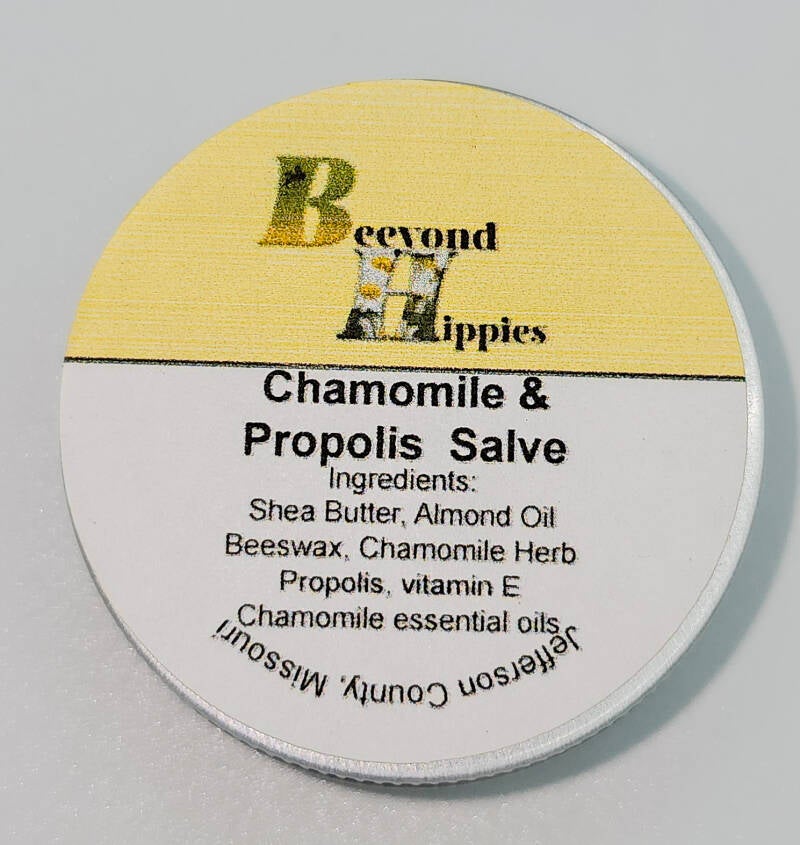 Beeyond
Hippies
Chamomile &
Propolis Salve
Ingredients:
Shea Butter, Almond Oil
Beeswax, Chamomile Herb
Propolis, vitamin E
Chamomile essential oils
Jefferson County, Missouri